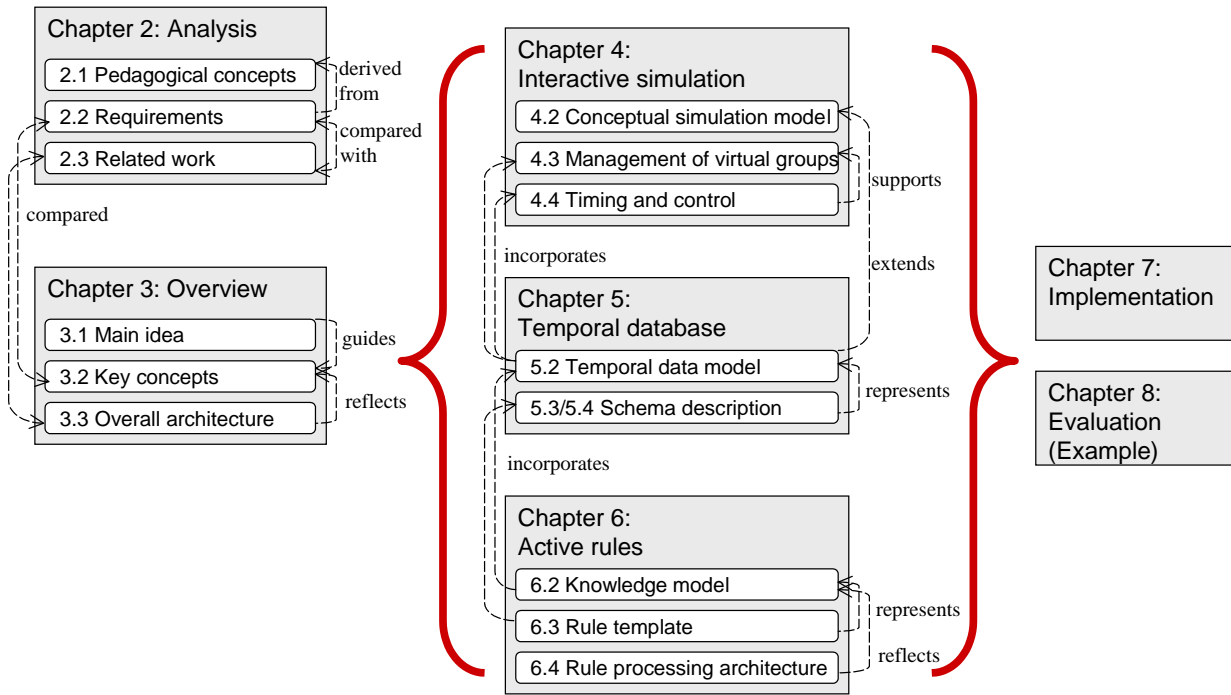 Chapter 2: Analysis
2.1 Pedagogical concepts
2.2 Requirements
2.3 Related work
derived
from
compared
with
compared
Chapter 3: Overview
3.1 Main idea
3.2 Key concepts
3.3 Overall architecture
guides
reflects
Chapter 4:
Interactive simulation
4.2 Conceptual simulation model
4.3 Management of virtual groups
4.4 Timing and control
supports
incorporates
extends
Chapter 5:
Temporal database
5.2 Temporal data model
5.3/5.4 Schema description
represents
incorporates
Chapter 6:
Active rules
6.2 Knowledge model
6.3 Rule template
6.4 Rule processing architecture
represents
reflects
Chapter 7:
Implementation
Chapter 8:
Evaluation
(Example)